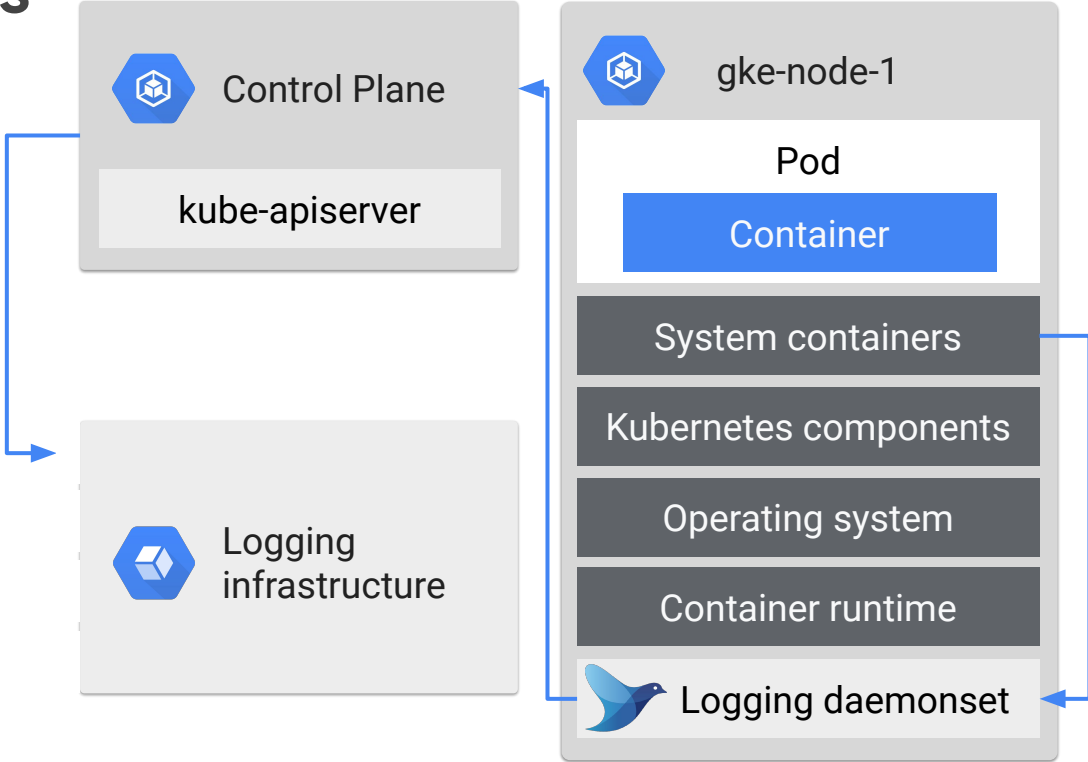 s
Control Plane
kube-apiserver
Logging
infrastructure
gke-node-1
Pod
Container
System containers
Kubernetes components
Operating system
Container runtime
Logging daemonset